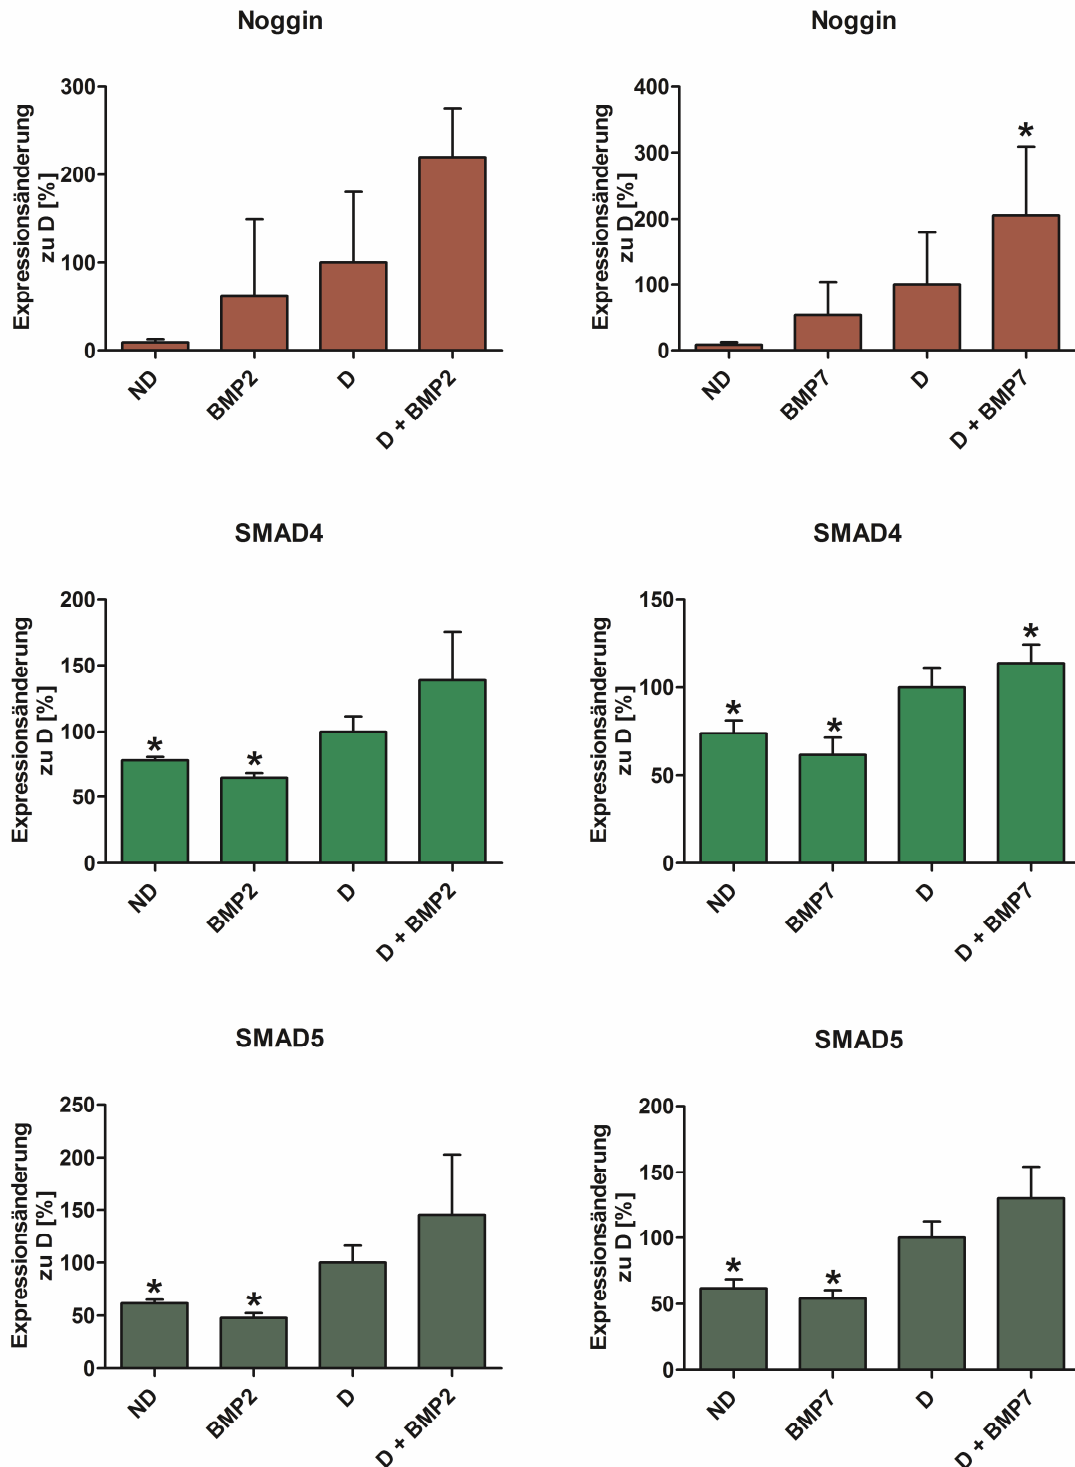 Noggin
Expressionsänderung
zu D [%]
300
200
100
0
ND
BMP2
D
D + BMP2
Noggin
Expressionsänderung
zu D [%]
400
300
200
100
0
*
ND
BMP7
D
D + BMP7
SMAD4
Expressionsänderung
zu D [%]
200
150
100
50
0
*
*
ND
BMP2
D
D + BMP2
SMAD4
Expressionsänderung
zu D [%]
150
100
50
0
*
*
*
ND
BMP7
D
D + BMP7
SMAD5
Expressionsänderung
zu D [%]
250
200
150
100
50
0
*
*
ND
BMP2
D
D + BMP2
SMAD5
Expressionsänderung
zu D [%]
200
150
100
50
0
*
*
ND
BMP7
D
D + BMP7